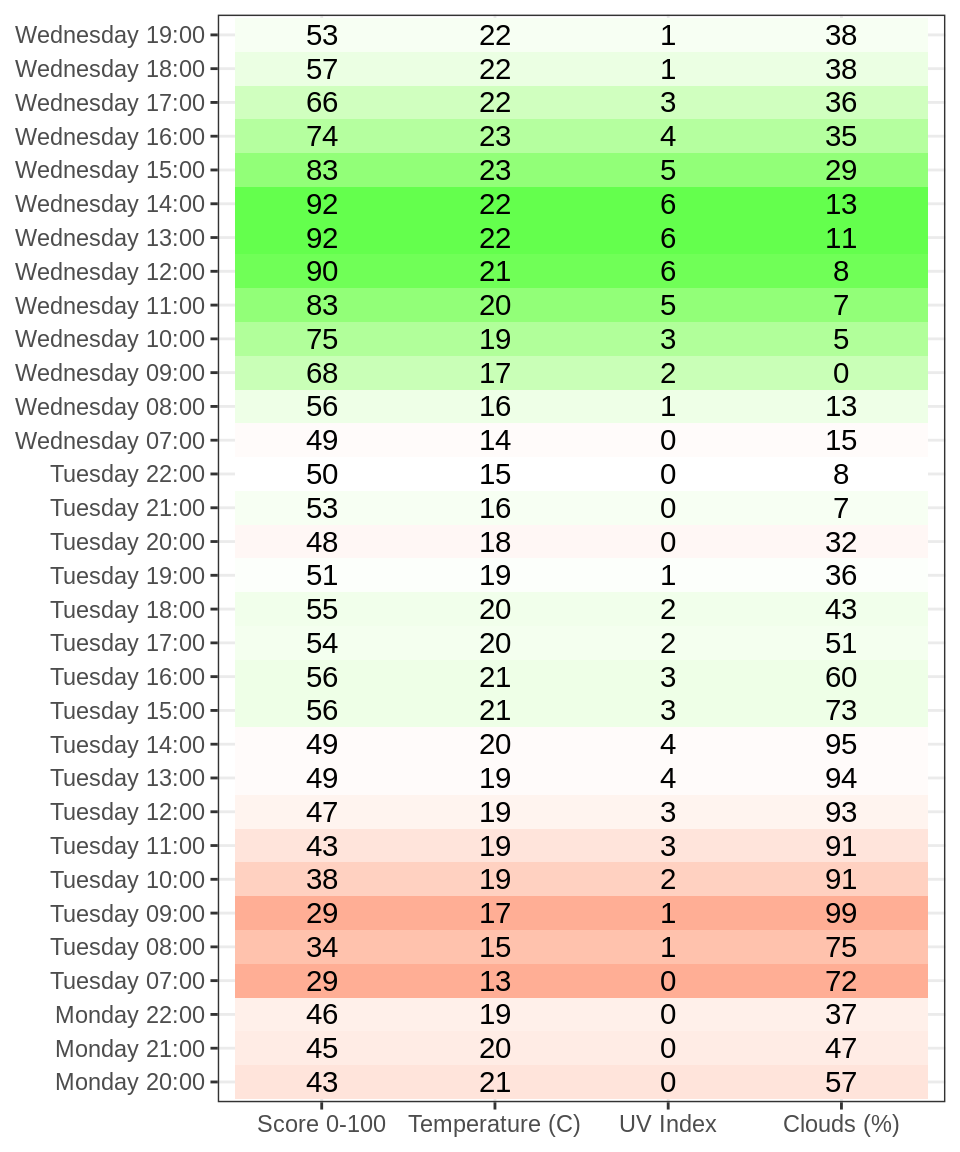 Wednesday 19:00 53 22 1 38
Wednesday 18:00 57 22 1 38
Wednesday 17:00 66 22 3 36
Wednesday 16:00 74 23 4 35
Wednesday 15:00 83 23 5 29
Wednesday 14:00 92 22 6 13
Wednesday 13:00 92 22 6 11
Wednesday 12:00 90 21 6 8
Wednesday 11:00 83 20 5 7
Wednesday 10:00 75 19 3 5
Wednesday 09:00 68 17 2 0
Wednesday 08:00 56 16 1 13
Wednesday 07:00 49 14 0 15
Tuesday 22:00 50 15 0 8
Tuesday 21:00 53 16 0 7
Tuesday 20:00 48 18 0 32
Tuesday 19:00 51 19 1 36
Tuesday 18:00 55 20 2 43
Tuesday 17:00 54 20 2 51
Tuesday 16:00 56 21 3 60
Tuesday 15:00 56 21 3 73
Tuesday 14:00 49 20 4 95
Tuesday 13:00 49 19 4 94
Tuesday 12:00 47 19 3 93
Tuesday 11:00 43 19 3 91
Tuesday 10:00 38 19 2 91
Tuesday 09:00 29 17 1 99
Tuesday 08:00 34 15 1 75
Tuesday 07:00 29 13 0 72
Monday 22:00 46 19 0 37
Monday 21:00 45 20 0 47
Monday 20:00 43 21 0 57
Score 0-100 Temperature (C) UV Index Clouds (%)